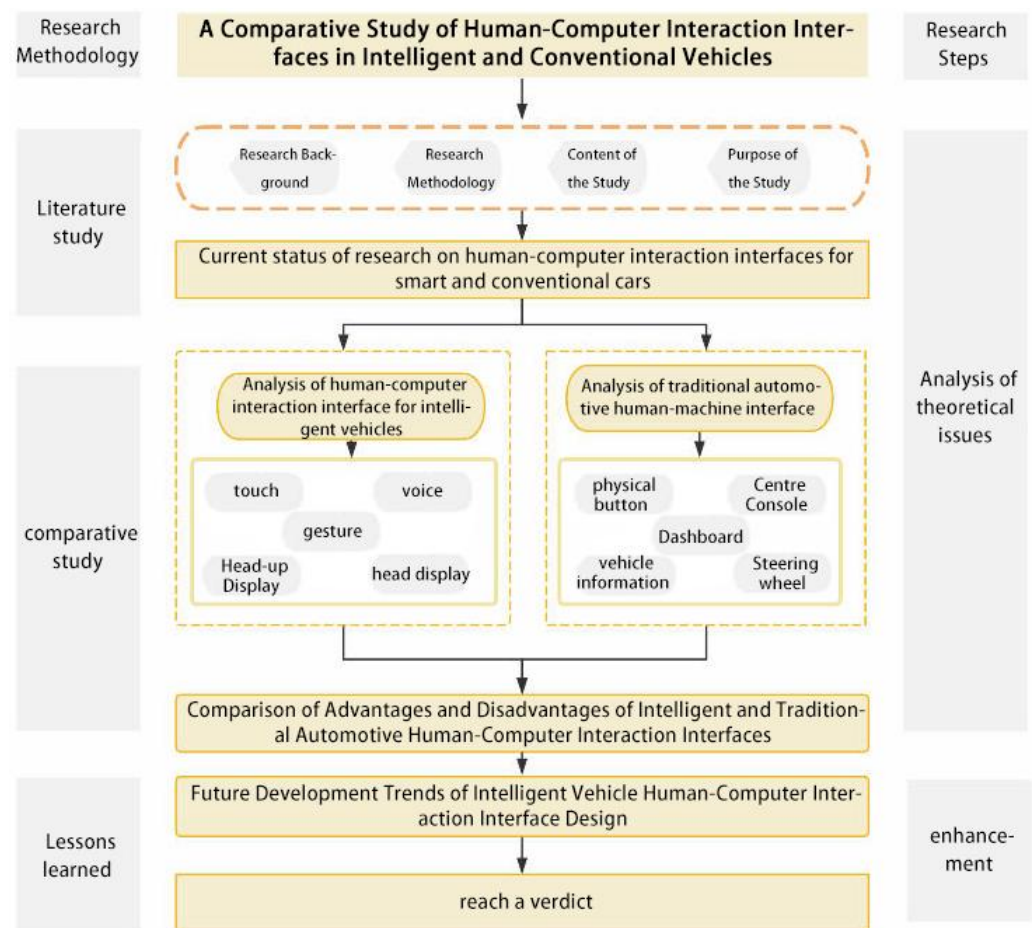 Research
Methodology
A Comparative Study of Human-Computer Interaction Inter-
faces in Intelligent and Conventional Vehicles
Research
Steps
Literature
study
Research Back-
ground
Research
Methodology
Content of
the Study
Purpose of
the Study
Current status of research on human-computer interaction interfaces for
smart and conventional cars
Analysis of
theoretical
issues
comparative
study
Analysis of human-computer
interaction interface for intelli-
gent vehicles
touch
voice
gesture
Head-up
Display
head display
Analysis of traditional automo-
tive human-machine interface
physical
button
Centre
Console
Dashboard
vehicle
information
Steering
wheel
Comparison of Advantages and Disadvantages of Intelligent and Tradition-
al Automotive Human-Computer Interaction Interfaces
Lessons
learned
Future Development Trends of Intelligent Vehicle Human-Computer Inter-
action Interface Design
enhance-
ment
reach a verdict